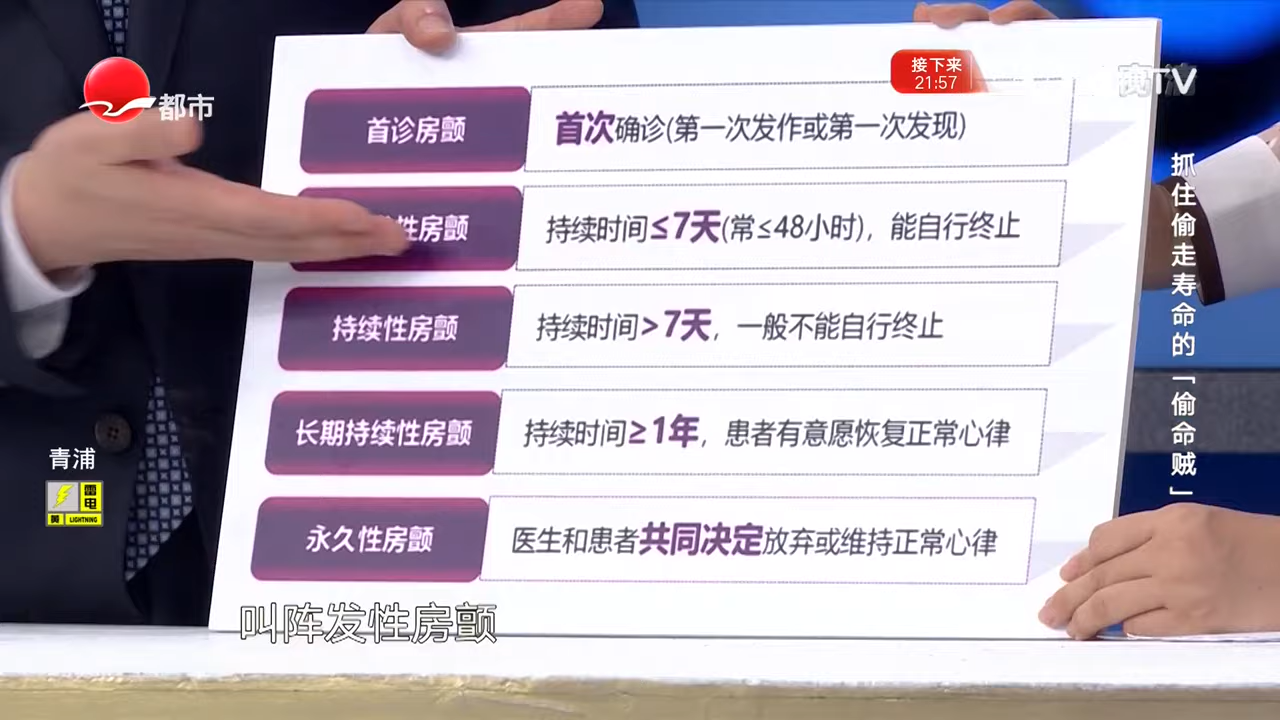 都市
接下来
21:57
TV
首诊房颤
首次确诊(第一次发作或第一次发现)
性房颤
持续时间≤7天(常≤48小时)，能自行终止
持续性房颤
持续时间>7天，一般不能自行终止
长期持续性房颤
持续时间≥1年，患者有意愿恢复正常心律
永久性房颤
医生和患者共同决定放弃或维持正常心律
抓住偷走寿命的「偷命贼」
青浦
电
黄
LIGHTNING
叫阵发性房颤